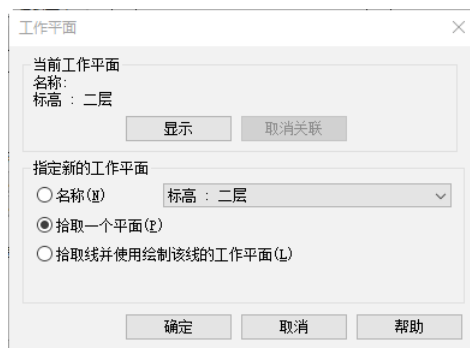 工作平面
当前工作平面
名称:
标高 : 二层
显示 取消关联
指定新的工作平面
名称(N) 标高 : 二层
拾取一个平面(P)
拾取线并使用绘制该线的工作平面(L)
确定 取消 帮助